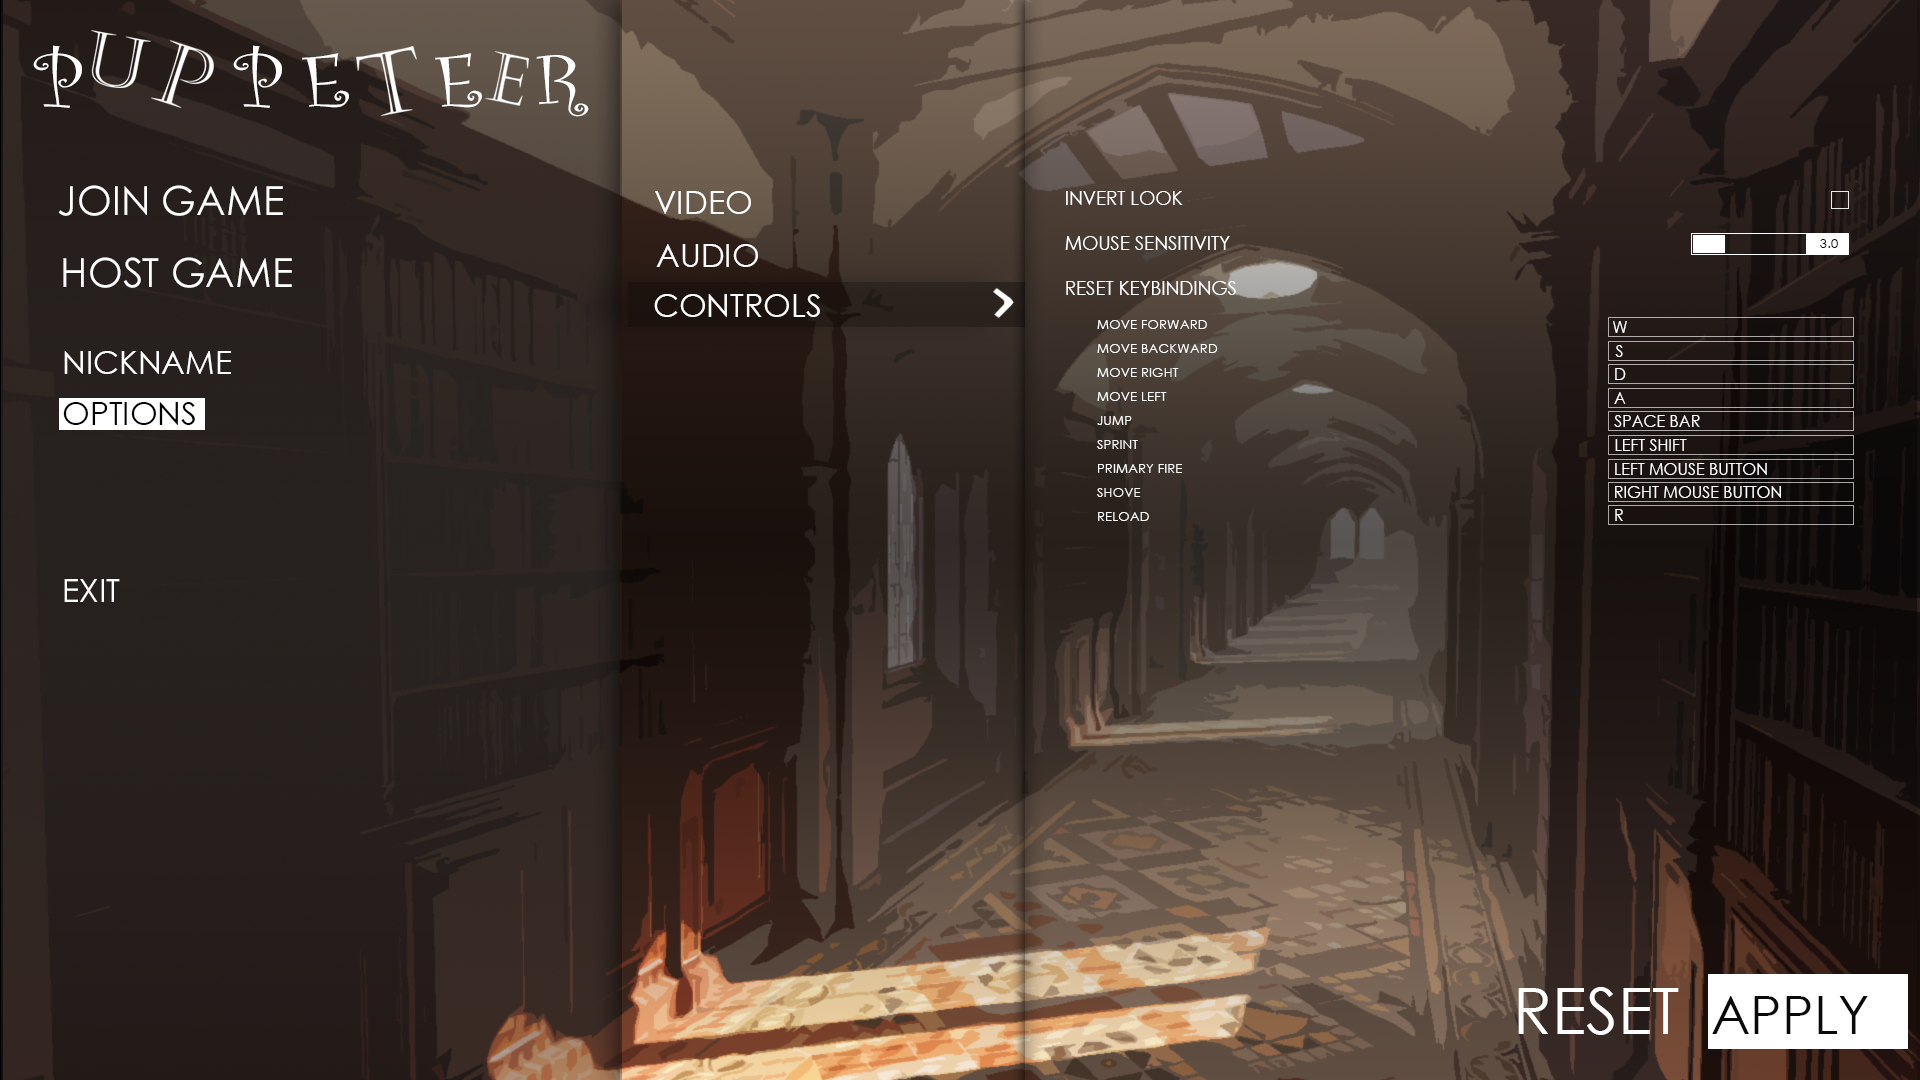 PUPPETEER
JOIN GAME
HOST GAME
NICKNAME
OPTIONS
EXIT
VIDEO
AUDIO
CONTROLS
INVERT LOOK
MOUSE SENSITIVITY 3.0
RESET KEYBINDINGS
MOVE FORWARD W
MOVE BACKWARD S
MOVE RIGHT D
MOVE LEFT A
JUMP SPACE BAR
SPRINT LEFT SHIFT
PRIMARY FIRE LEFT MOUSE BUTTON
SHOVE RIGHT MOUSE BUTTON
RELOAD R
RESET APPLY